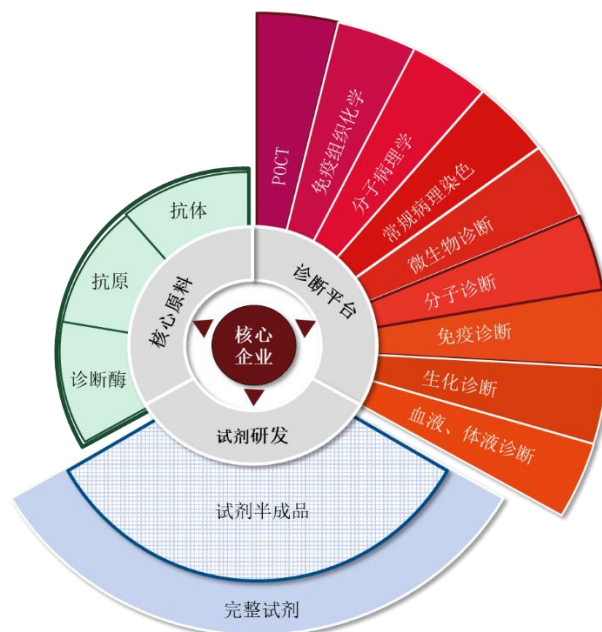 POCT
免疫组织化学
分子病理学
常规病理染色
微生物诊断
分子诊断
免疫诊断
生化诊断
血液、体液诊断
抗体
抗原
诊断酶
核心原料
诊断平台
核心
企业
试剂研发
试剂半成品
完整试剂